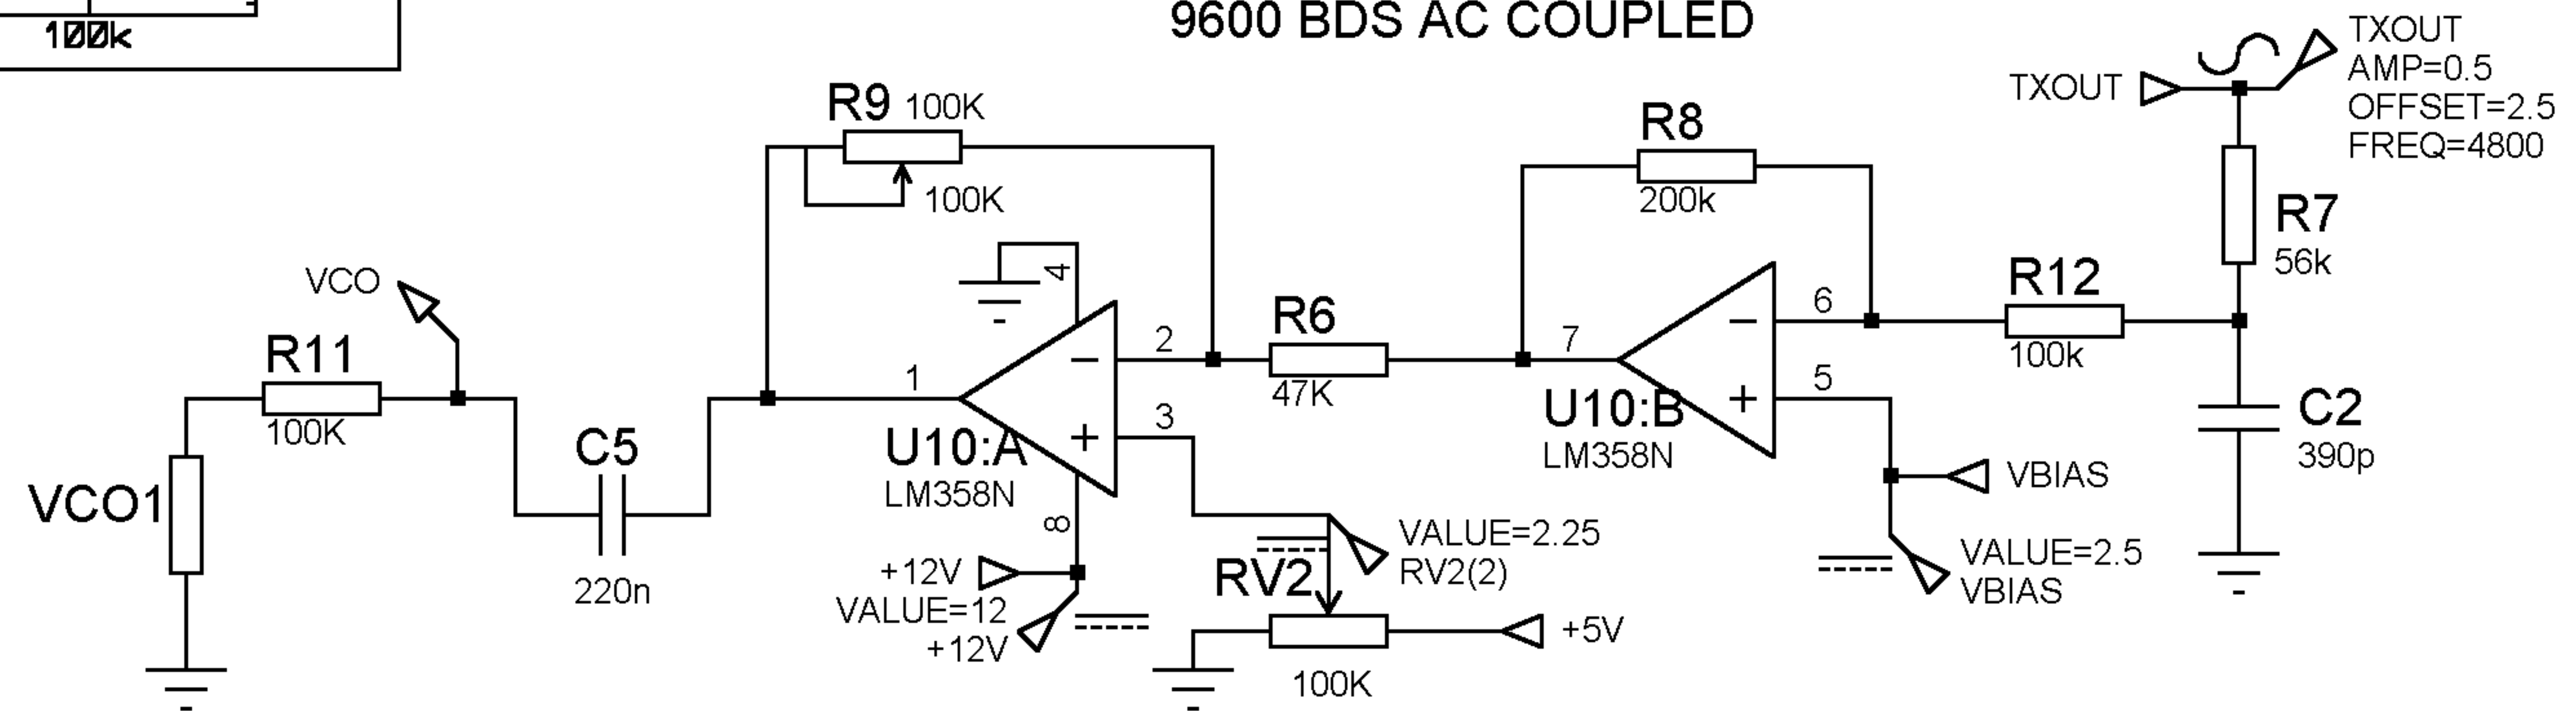 100k
9600 BDS AC COUPLED
TXOUT
TXOUT
AMP=0.5
OFFSET=2.5
FREQ=4800
R9 100K
100K
R8
200k
R7
56k
VCO
4
R12
100k
6
R6
47K
2
7
R11
100K
1
5
3
C2
390p
U10:B
LM358N
U10:A
LM358N
C5
220n
VBIAS
VCO1
8
VALUE=2.25
RV2(2)
VALUE=2.5
VBIAS
+12V
VALUE=12
+12V
RV2
100K
+5V